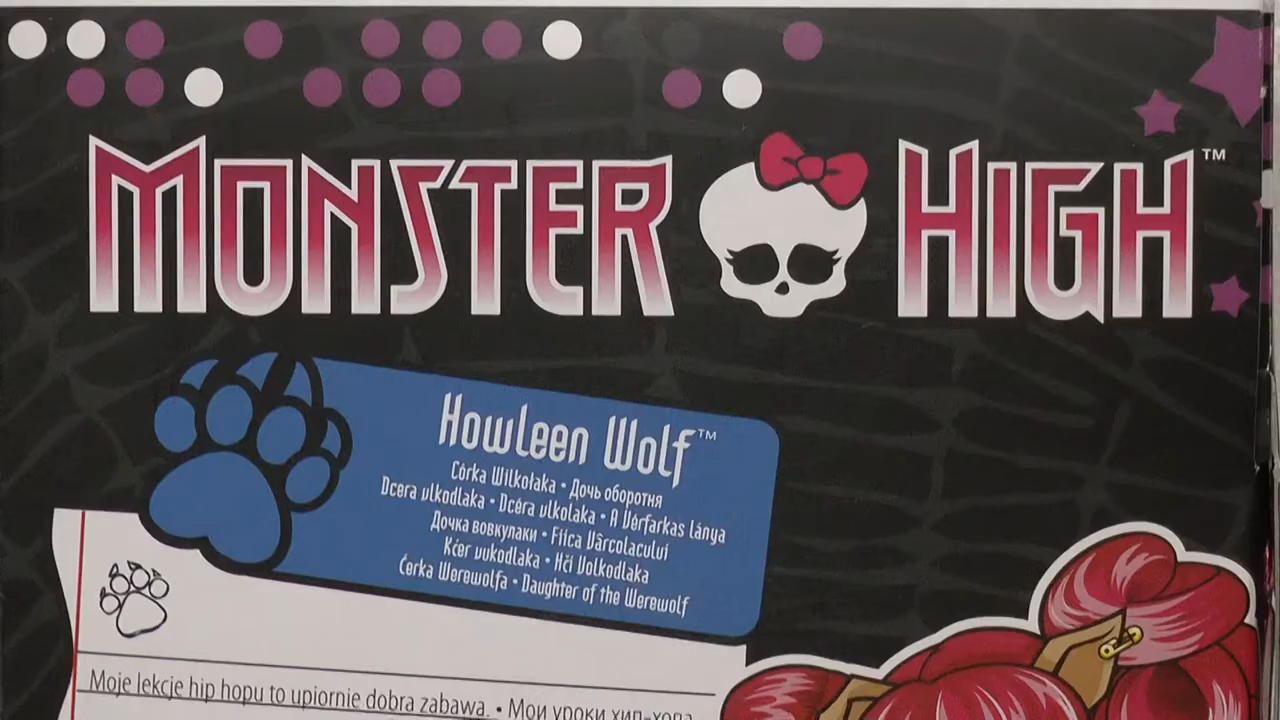 MONSTER HIGH™
Howleen Wolf™
Córka Wilkołaka • Дочь оборотня
Dcera vlkodlaka • Dcéra vlkolaka • A Vérfarkas Lánya
Дочка вовкулаки • Fiica Vârcolacului
Kćer vukodlaka • Hči Volkodlaka
Ćerka Werewolfa • Daughter of the Werewolf
Moje lekcje hip hopu to upiornie dobra zabawa. • Мои уроки хип-хопа